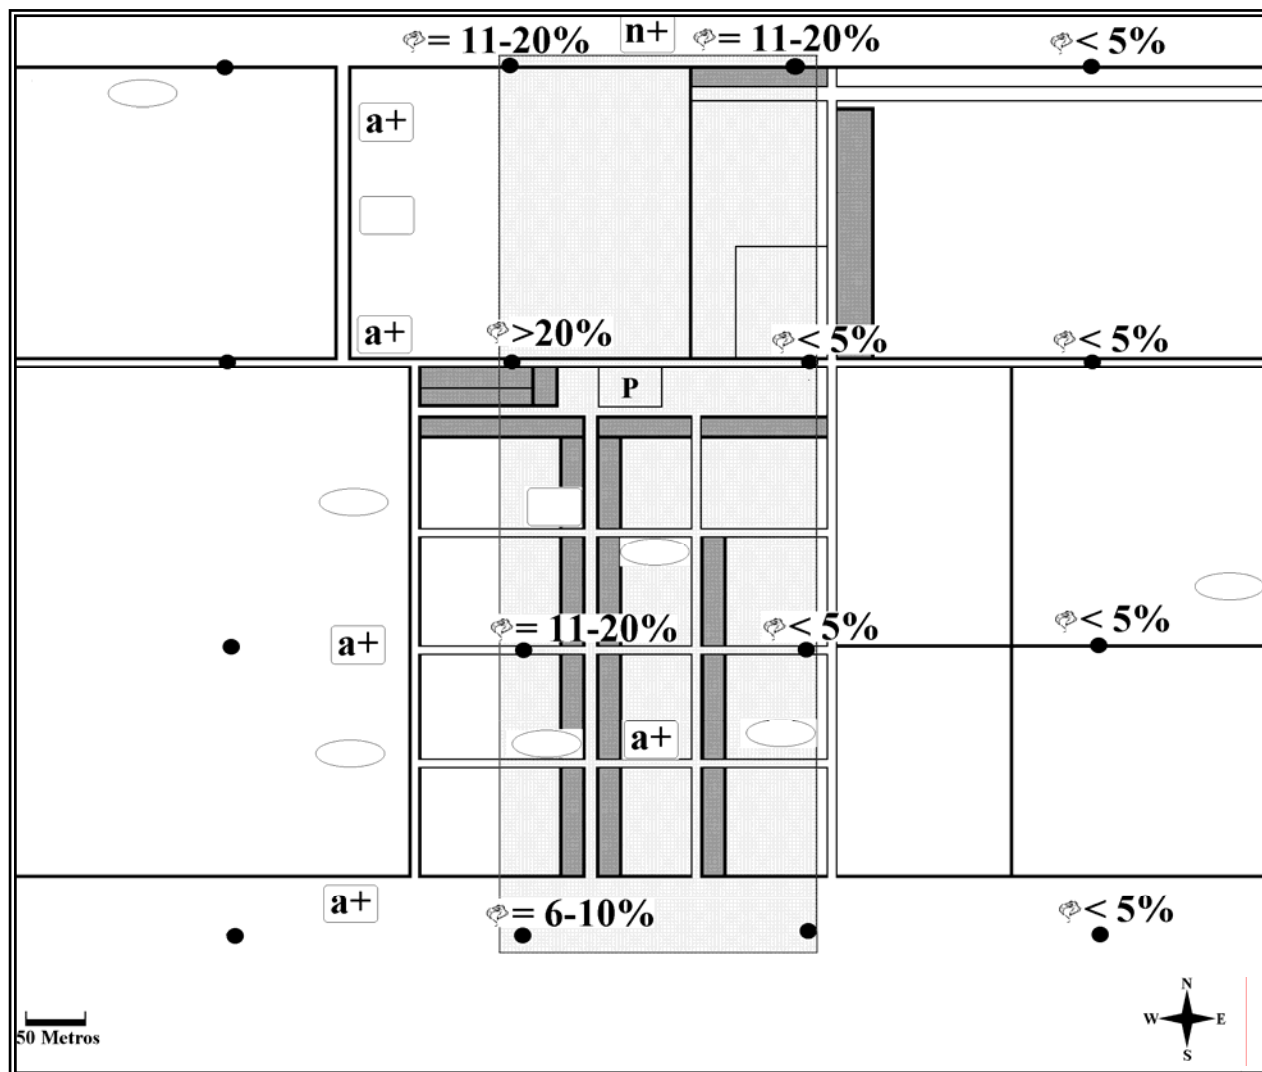 = 11-20%
n+
= 11-20%
< 5%
a+
a+
>20%
< 5%
< 5%
P
a+
= 11-20%
< 5%
< 5%
a+
a+
= 6-10%
< 5%
N
W E
S
50 Metros